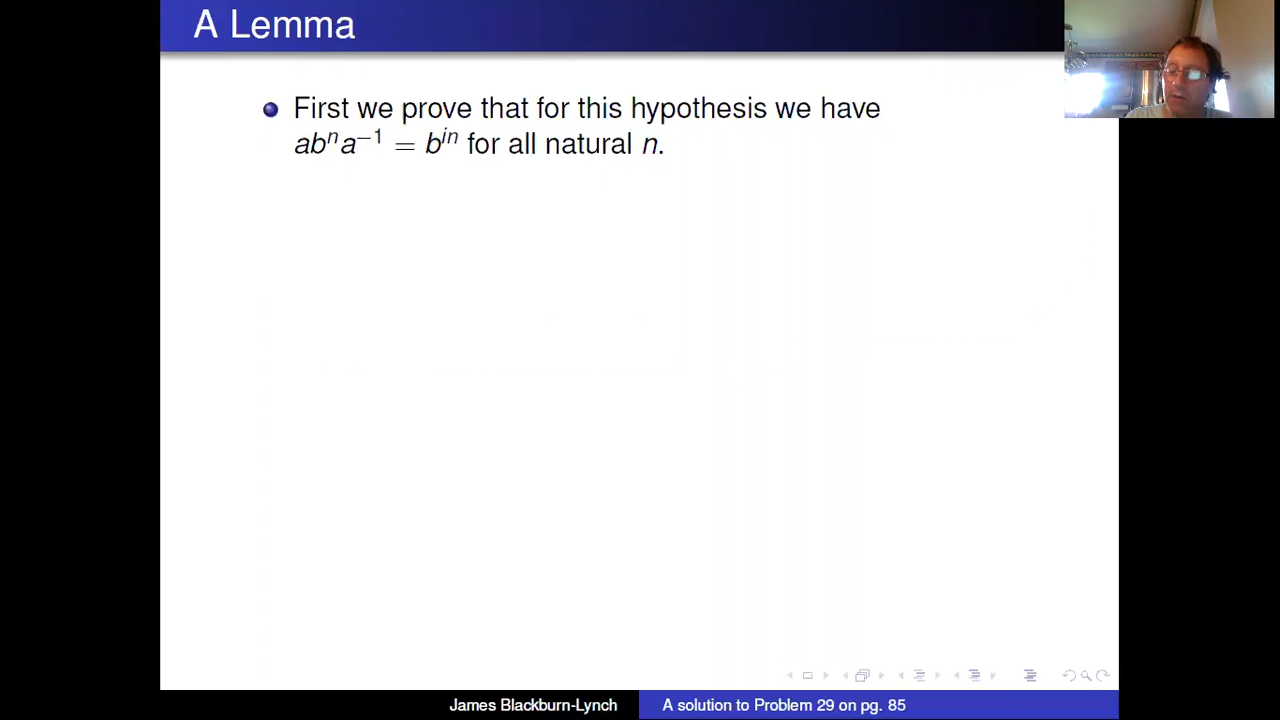 A Lemma
First we prove that for this hypothesis we have
abⁿa⁻¹ = bⁱⁿ for all natural n.
James Blackburn-Lynch
A solution to Problem 29 on pg. 85